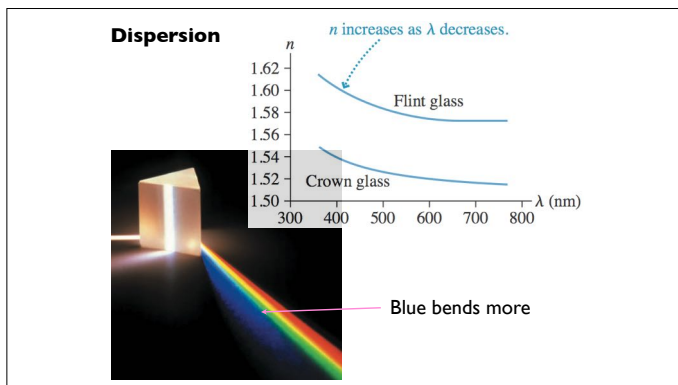 Dispersion
n increases as λ decreases.
n
1.62
1.60
1.58
1.56
1.54
1.52
1.50
Flint glass
Crown glass
300 400 500 600 700 800
λ (nm)
Blue bends more